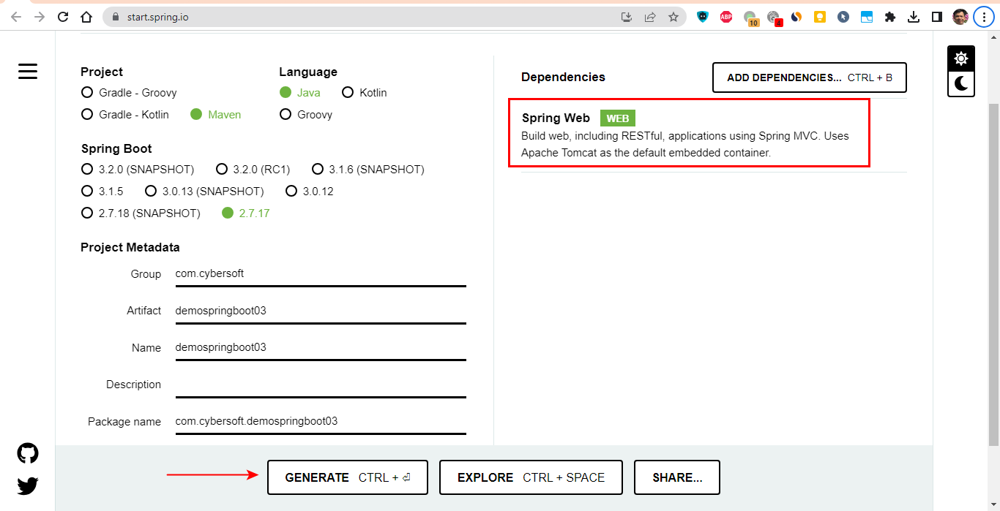 start.spring.io
ABP
10
4
Project
Gradle - Groovy
Gradle - Kotlin Maven
Language
Java Kotlin
Groovy
Spring Boot
3.2.0 (SNAPSHOT) 3.2.0 (RC1) 3.1.6 (SNAPSHOT)
3.1.5 3.0.13 (SNAPSHOT) 3.0.12
2.7.18 (SNAPSHOT) 2.7.17
Project Metadata
Group com.cybersoft
Artifact demospringboot03
Name demospringboot03
Description
Package name com.cybersoft.demospringboot03
Dependencies ADD DEPENDENCIES... CTRL + B
Spring Web WEB
Build web, including RESTful, applications using Spring MVC. Uses
Apache Tomcat as the default embedded container.
GENERATE CTRL + ⏎ EXPLORE CTRL + SPACE SHARE...